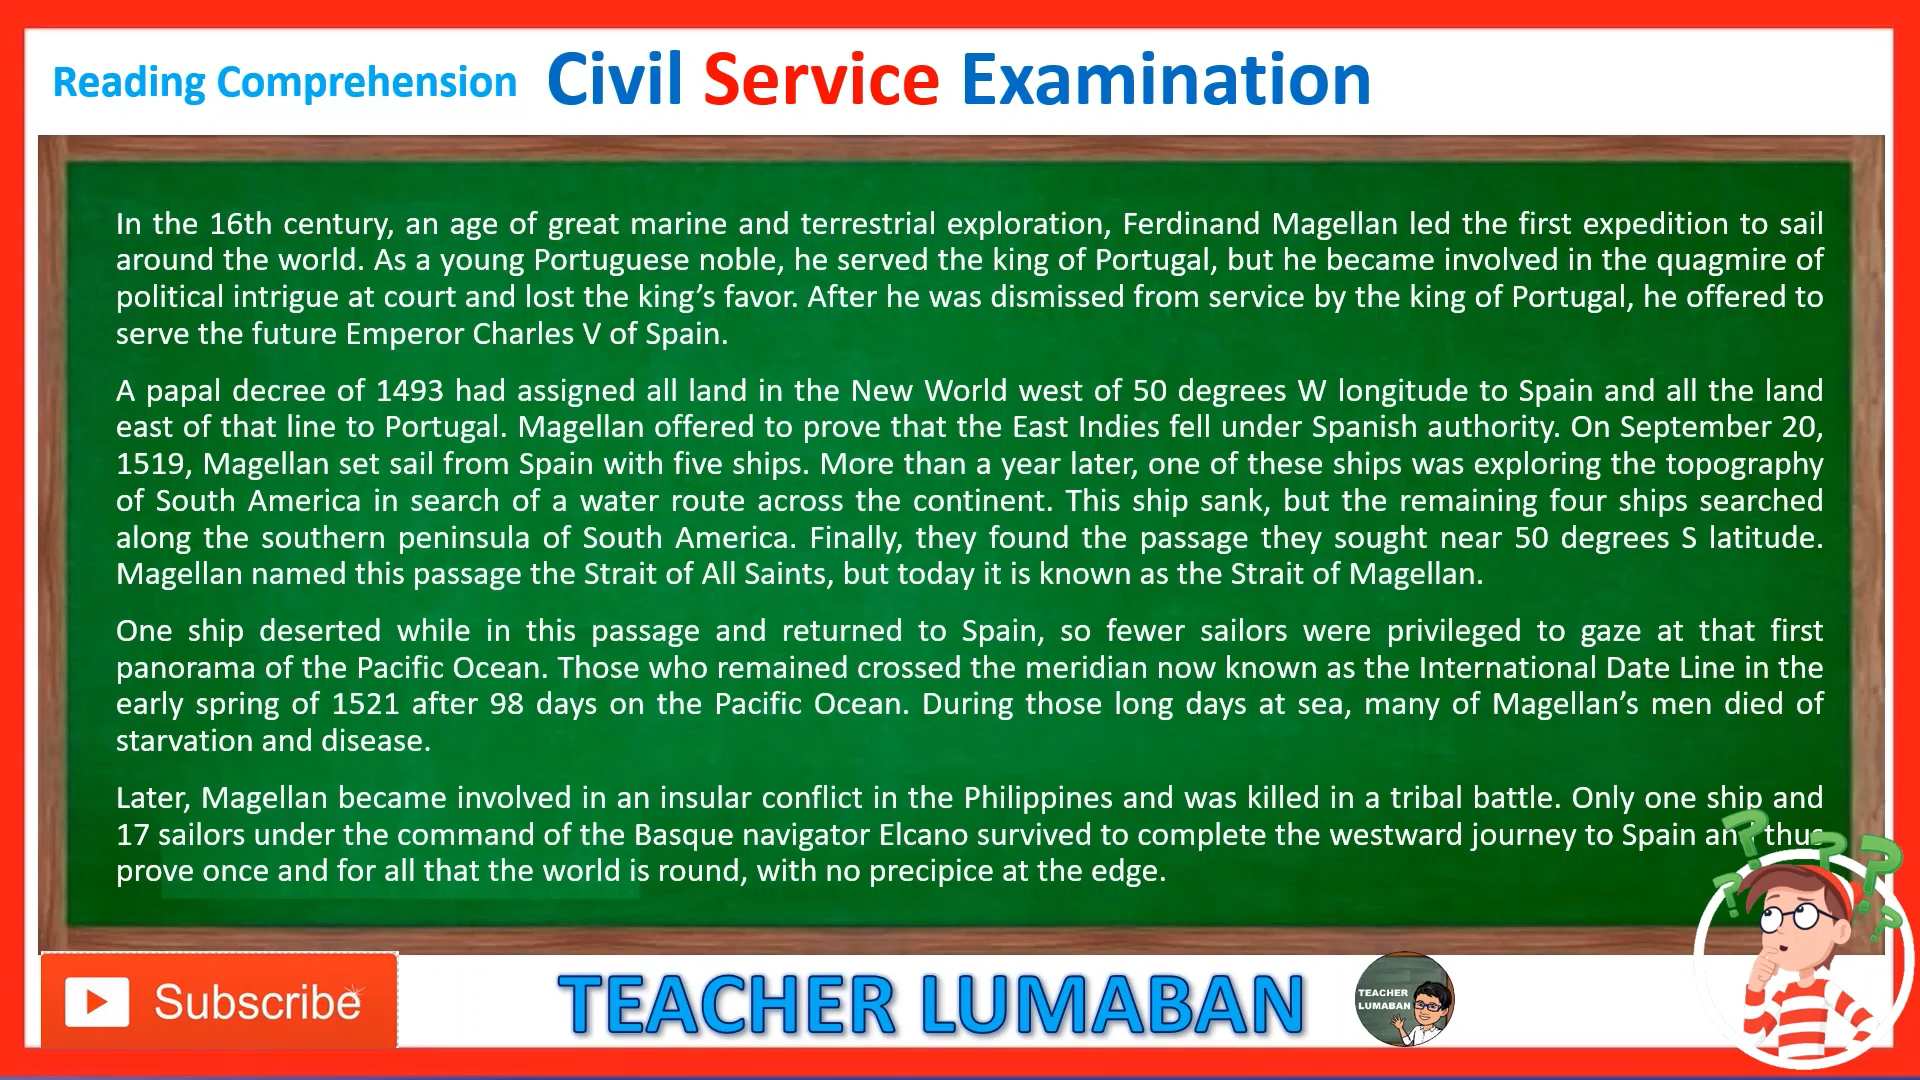 Reading Comprehension Civil Service Examination
In the 16th century, an age of great marine and terrestrial exploration, Ferdinand Magellan led the first expedition to sail
around the world. As a young Portuguese noble, he served the king of Portugal, but he became involved in the quagmire of
political intrigue at court and lost the king’s favor. After he was dismissed from service by the king of Portugal, he offered to
serve the future Emperor Charles V of Spain.
A papal decree of 1493 had assigned all land in the New World west of 50 degrees W longitude to Spain and all the land
east of that line to Portugal. Magellan offered to prove that the East Indies fell under Spanish authority. On September 20,
1519, Magellan set sail from Spain with five ships. More than a year later, one of these ships was exploring the topography
of South America in search of a water route across the continent. This ship sank, but the remaining four ships searched
along the southern peninsula of South America. Finally, they found the passage they sought near 50 degrees S latitude.
Magellan named this passage the Strait of All Saints, but today it is known as the Strait of Magellan.
One ship deserted while in this passage and returned to Spain, so fewer sailors were privileged to gaze at that first
panorama of the Pacific Ocean. Those who remained crossed the meridian now known as the International Date Line in the
early spring of 1521 after 98 days on the Pacific Ocean. During those long days at sea, many of Magellan’s men died of
starvation and disease.
Later, Magellan became involved in an insular conflict in the Philippines and was killed in a tribal battle. Only one ship and
17 sailors under the command of the Basque navigator Elcano survived to complete the westward journey to Spain and thus
prove once and for all that the world is round, with no precipice at the edge.
Subscribe
TEACHER LUMABAN
TEACHER
LUMABAN